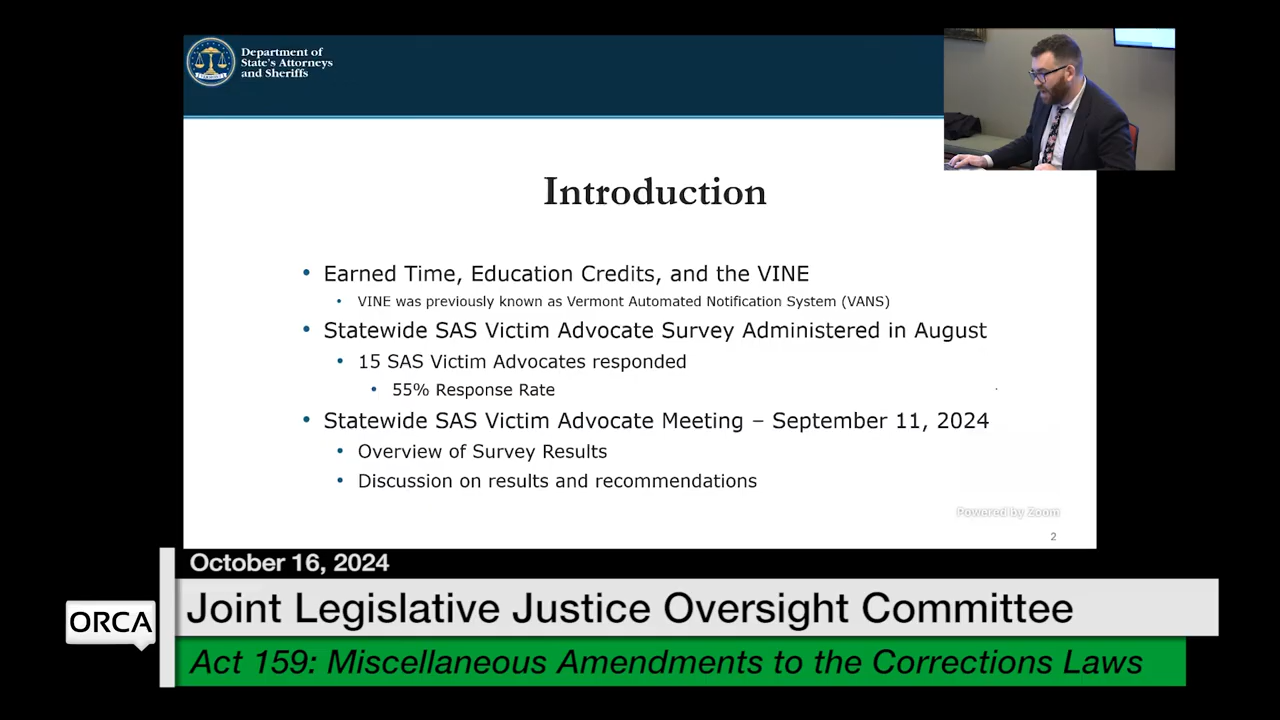 Department of
State's Attorneys
and Sheriffs
Introduction
• Earned Time, Education Credits, and the VINE
• VINE was previously known as Vermont Automated Notification System (VANS)
• Statewide SAS Victim Advocate Survey Administered in August
• 15 SAS Victim Advocates responded
• 55% Response Rate
• Statewide SAS Victim Advocate Meeting – September 11, 2024
• Overview of Survey Results
• Discussion on results and recommendations
Powered by Zoom
2
October 16, 2024
ORCA
Joint Legislative Justice Oversight Committee
Act 159: Miscellaneous Amendments to the Corrections Laws